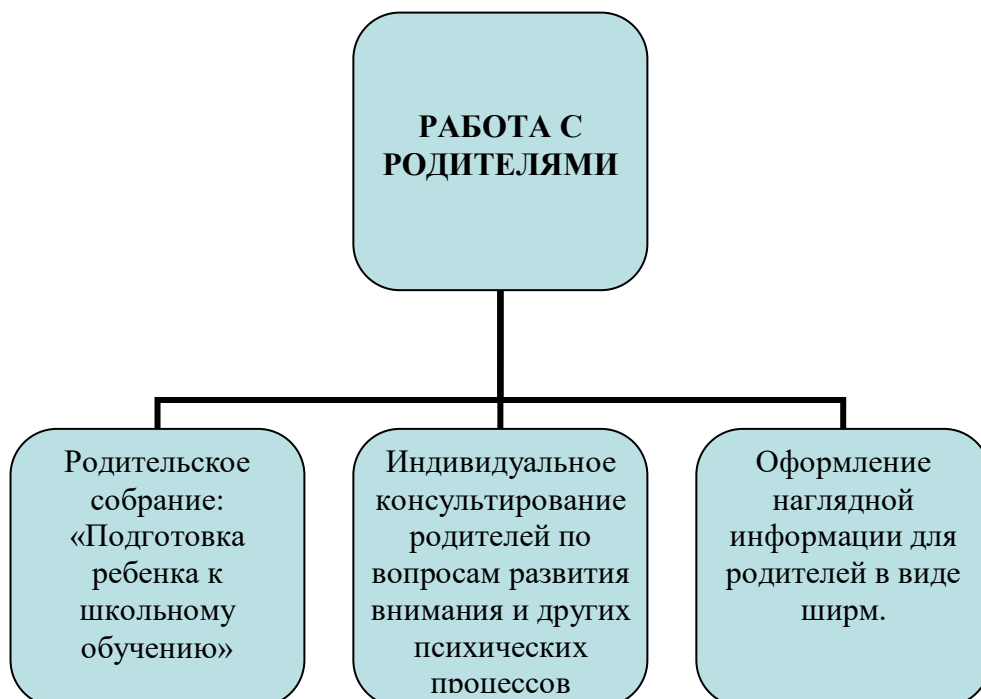 РАБОТА С
РОДИТЕЛЯМИ
Родительское
собрание:
«Подготовка
ребенка к
школьному
обучению»
Индивидуальное
консультирование
родителей по
вопросам развития
внимания и других
психических
процессов
Оформление
наглядной
информации для
родителей в виде
ширм.